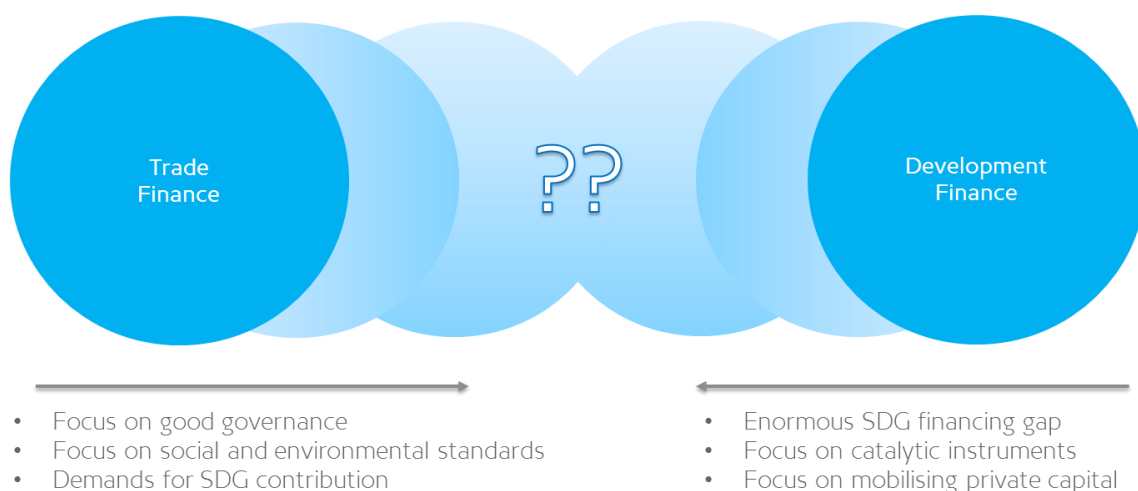 Trade
Finance
??
Development
Finance
• Focus on good governance
• Focus on social and environmental standards
• Demands for SDG contribution
• Enormous SDG financing gap
• Focus on catalytic instruments
• Focus on mobilising private capital